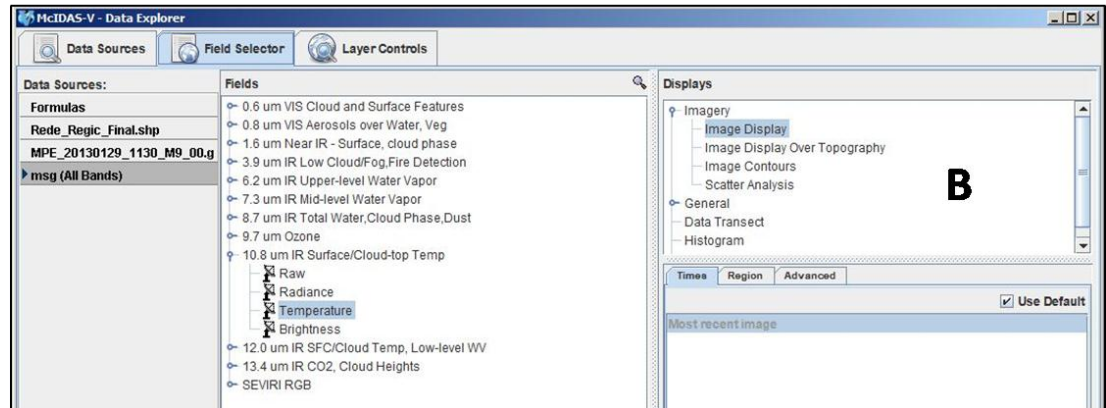 McIDAS-V - Data Explorer
Data Sources
Field Selector
Layer Controls
Data Sources:
Formulas
Rede_Regic_Final.shp
MPE_20130129_1130_M9_00.g
msg (All Bands)
Fields
0.6 um VIS Cloud and Surface Features
0.8 um VIS Aerosols over Water, Veg
1.6 um Near IR - Surface, cloud phase
3.9 um IR Low Cloud/Fog,Fire Detection
6.2 um IR Upper-level Water Vapor
7.3 um IR Mid-level Water Vapor
8.7 um IR Total Water,Cloud Phase,Dust
9.7 um Ozone
10.8 um IR Surface/Cloud-top Temp
Raw
Radiance
Temperature
Brightness
12.0 um IR SFC/Cloud Temp, Low-level WV
13.4 um IR CO2, Cloud Heights
SEVIRI RGB
Displays
Imagery
Image Display
Image Display Over Topography
Image Contours
Scatter Analysis
General
Data Transect
Histogram
B
Times
Region
Advanced
Use Default
Most recent image